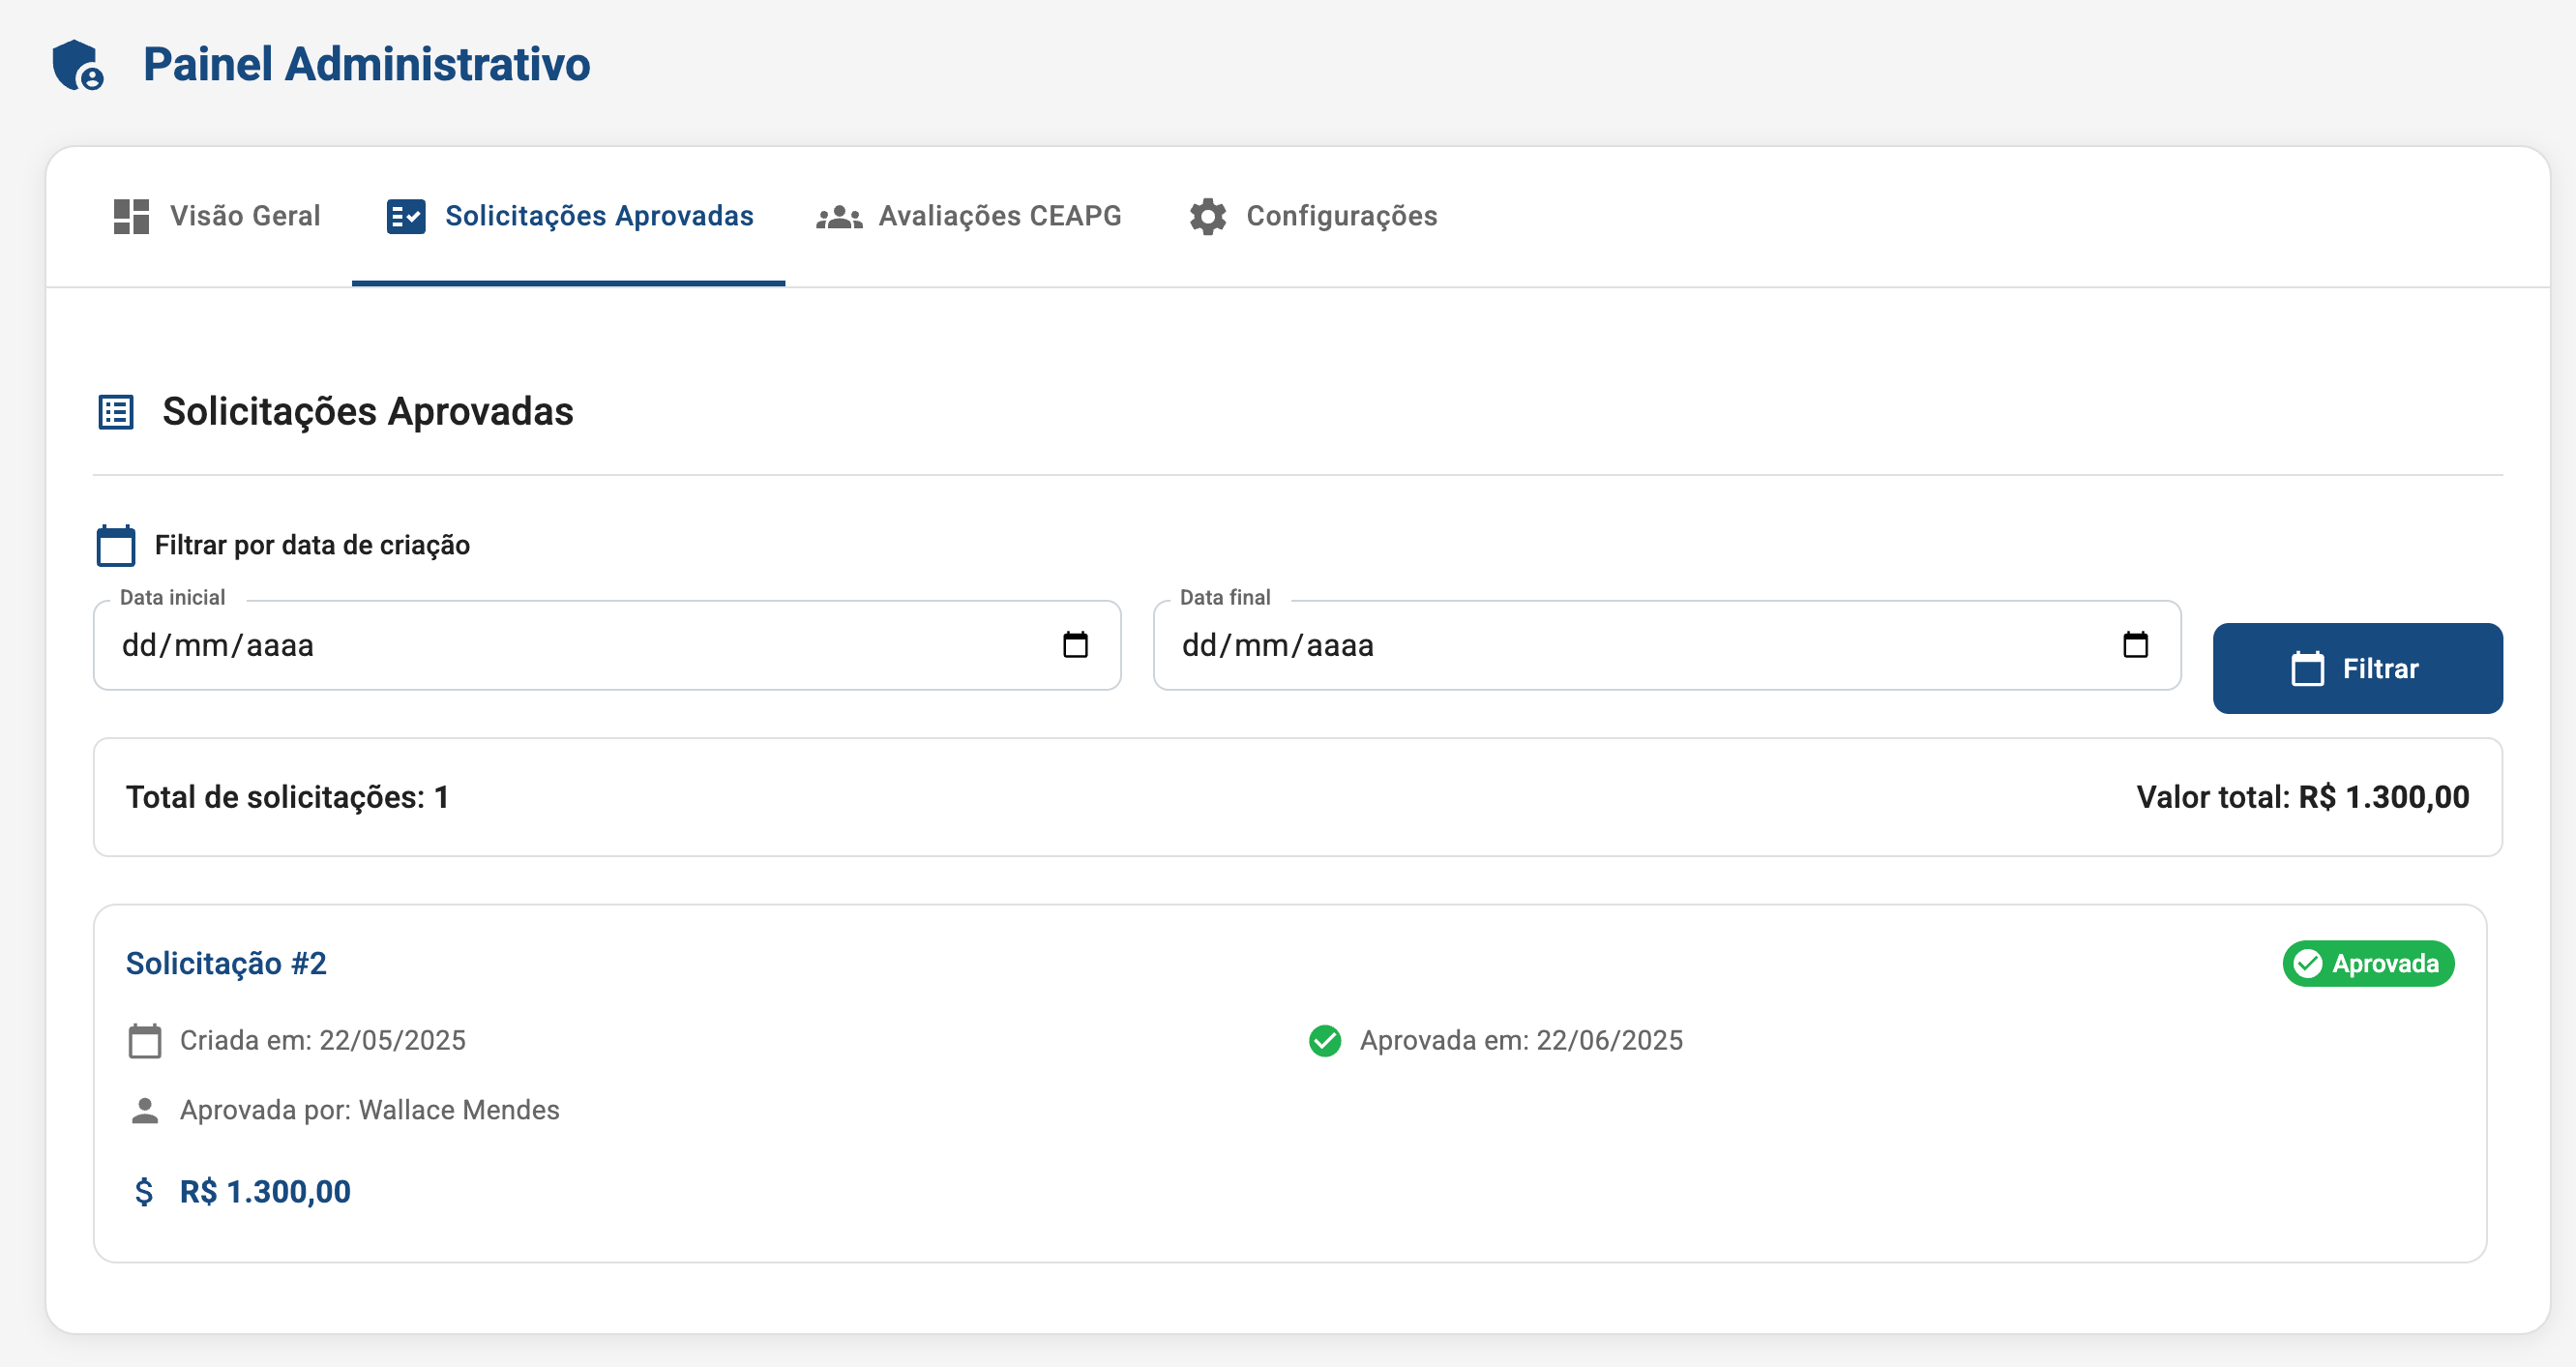 Painel Administrativo
Visão Geral
Solicitações Aprovadas
Avaliações CEAPG
Configurações
Solicitações Aprovadas
Filtrar por data de criação
Data inicial
dd/mm/aaaa
Data final
dd/mm/aaaa
Filtrar
Total de solicitações: 1
Valor total: R$ 1.300,00
Solicitação #2
Aprovada
Criada em: 22/05/2025
Aprovada em: 22/06/2025
Aprovada por: Wallace Mendes
$ R$ 1.300,00